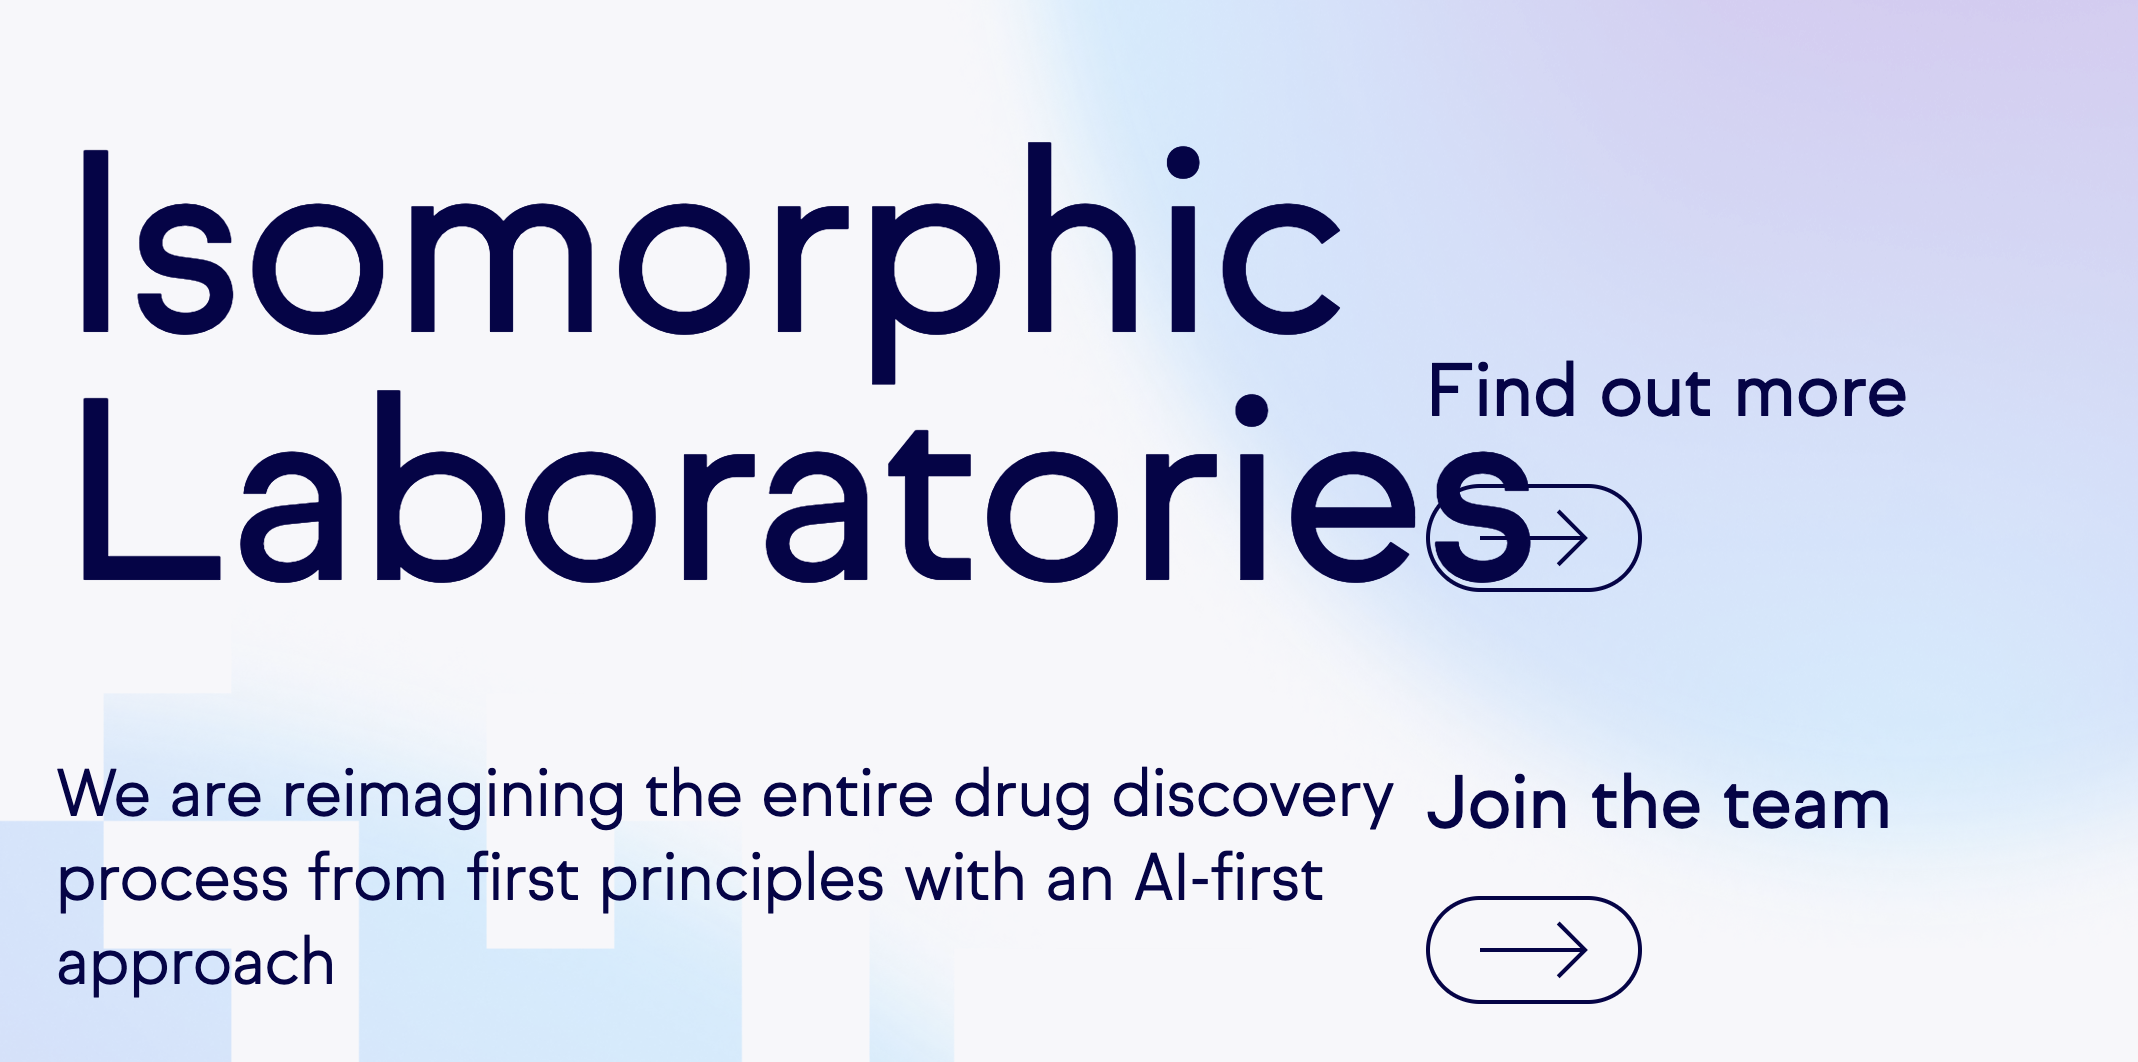 Isomorphic
Laboratories
Find out more
We are reimagining the entire drug discovery
process from first principles with an AI-first
approach
Join the team